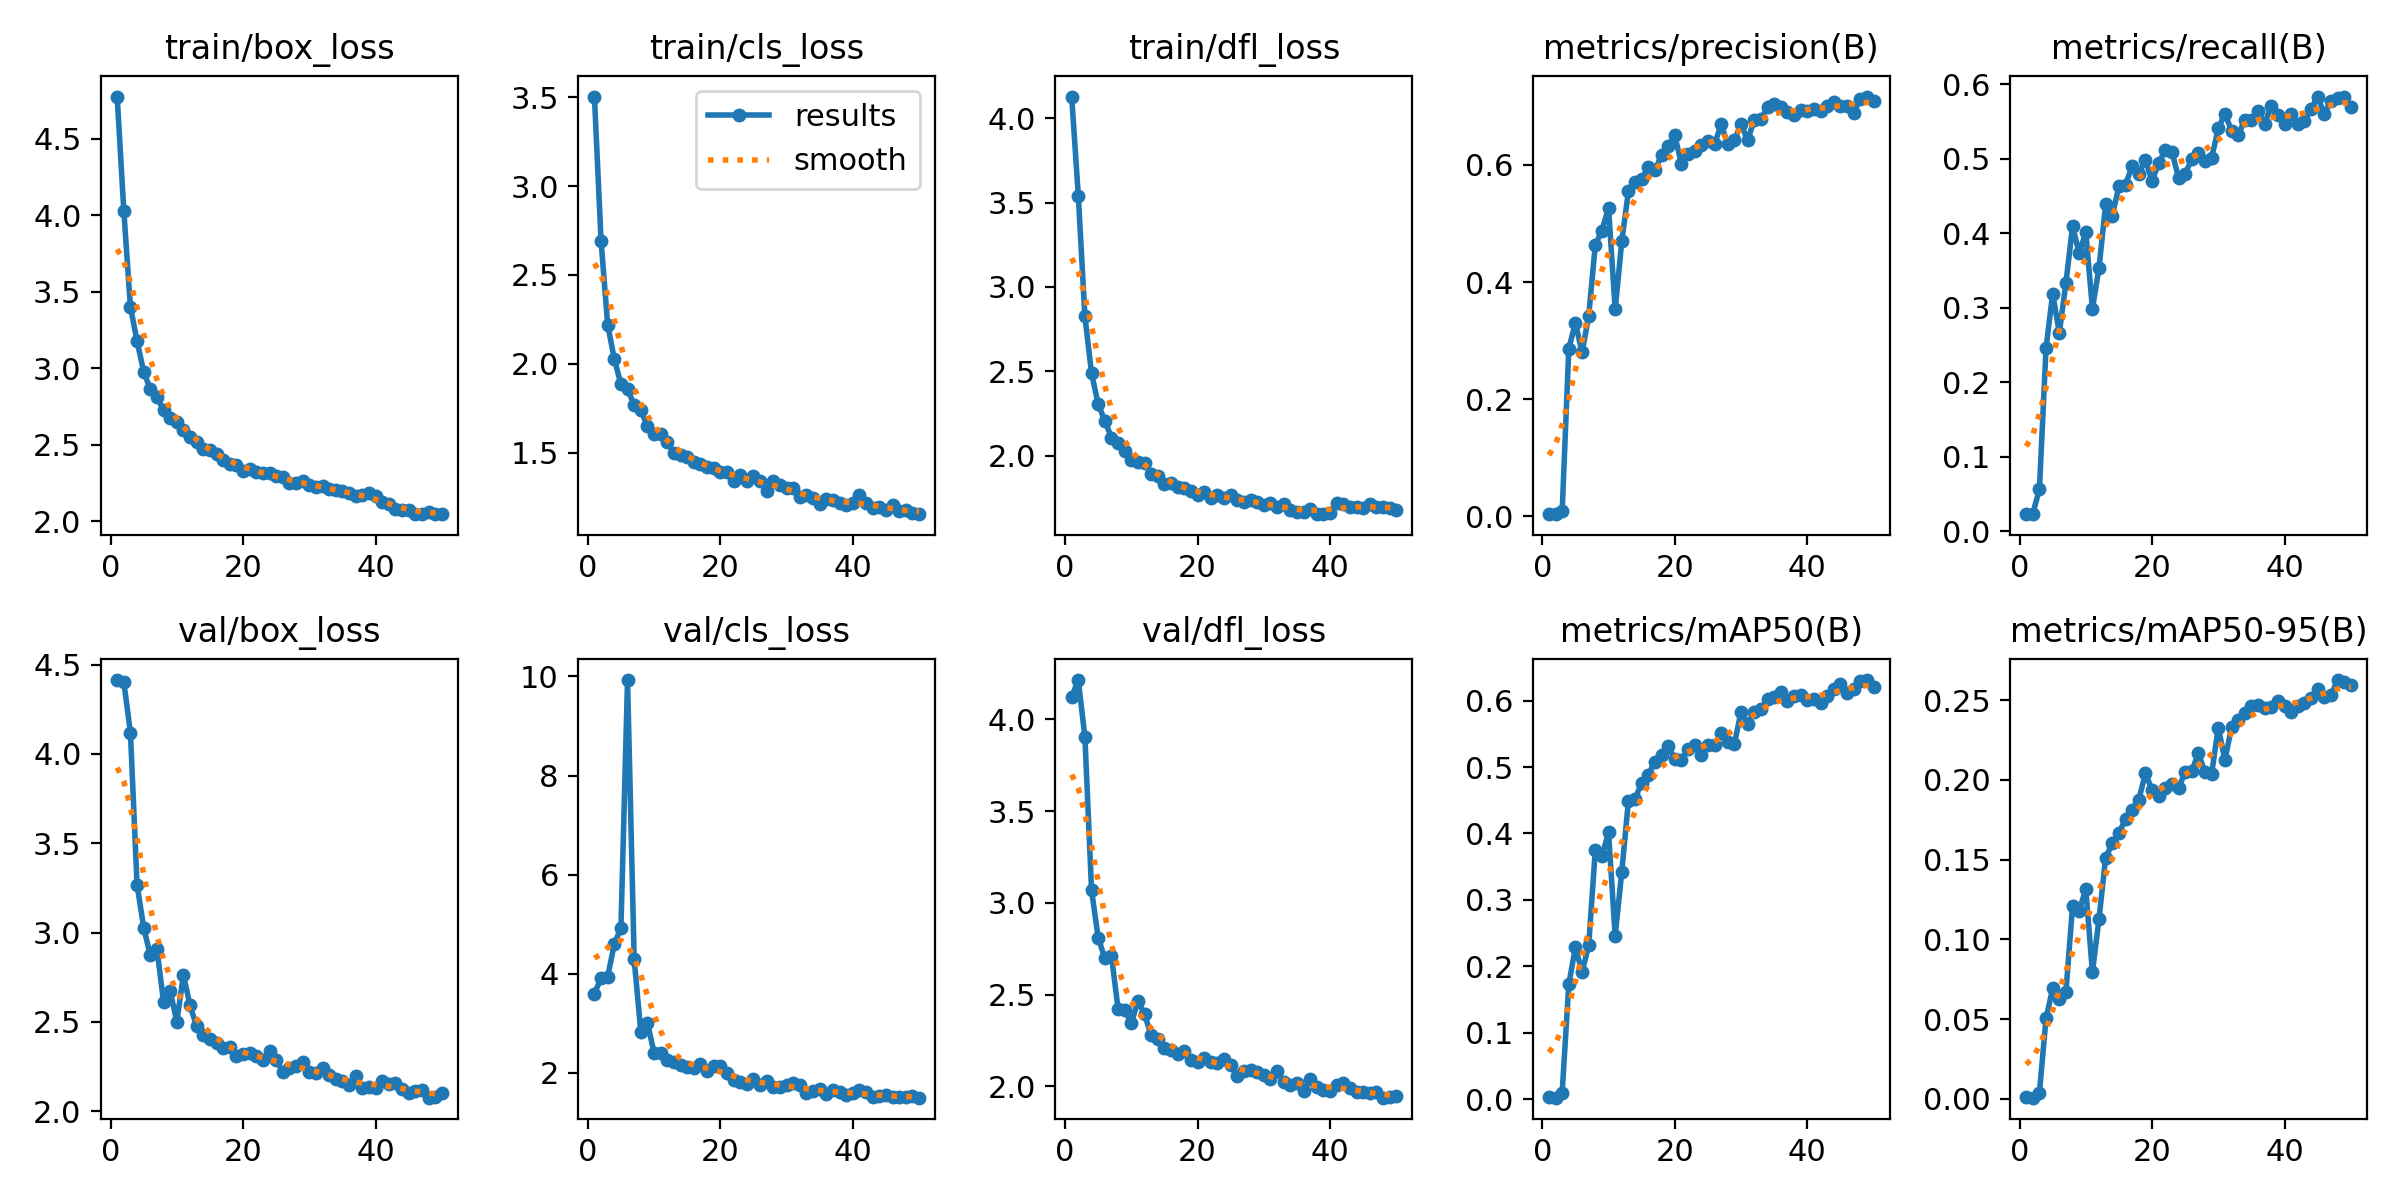 train/box_loss
4.5
4.0
3.5
3.0
2.5
2.0
0 20 40
train/cls_loss
results
smooth
3.5
3.0
2.5
2.0
1.5
0 20 40
train/dfl_loss
4.0
3.5
3.0
2.5
2.0
0 20 40
metrics/precision(B)
0.6
0.4
0.2
0.0
0 20 40
metrics/recall(B)
0.6
0.5
0.4
0.3
0.2
0.1
0.0
0 20 40
val/box_loss
4.5
4.0
3.5
3.0
2.5
2.0
0 20 40
val/cls_loss
10
8
6
4
2
0 20 40
val/dfl_loss
4.0
3.5
3.0
2.5
2.0
0 20 40
metrics/mAP50(B)
0.6
0.5
0.4
0.3
0.2
0.1
0.0
0 20 40
metrics/mAP50-95(B)
0.25
0.20
0.15
0.10
0.05
0.00
0 20 40